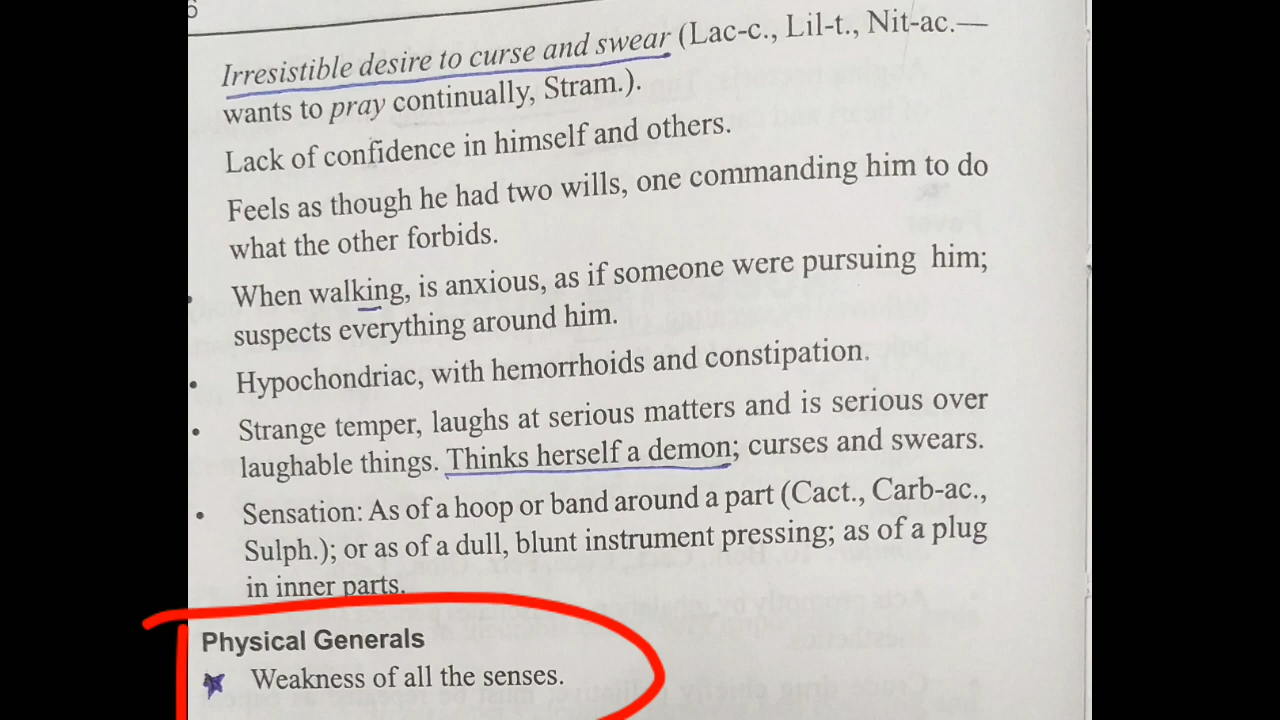 6
Irresistible desire to curse and swear (Lac-c., Lil-t., Nit-ac.—
wants to pray continually, Stram.).
Lack of confidence in himself and others.
Feels as though he had two wills, one commanding him to do
what the other forbids.
• When walking, is anxious, as if someone were pursuing him;
suspects everything around him.
• Hypochondriac, with hemorrhoids and constipation.
• Strange temper, laughs at serious matters and is serious over
laughable things. Thinks herself a demon; curses and swears.
• Sensation: As of a hoop or band around a part (Cact., Carb-ac.,
Sulph.); or as of a dull, blunt instrument pressing; as of a plug
in inner parts.
Physical Generals
Weakness of all the senses.